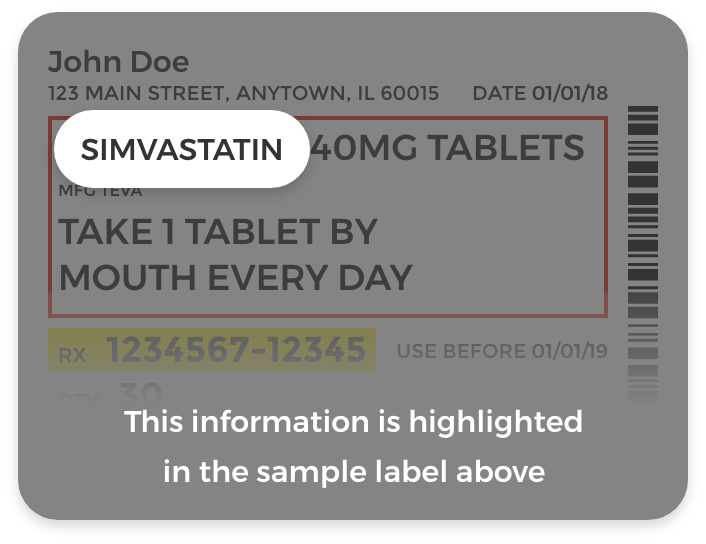 John Doe
123 MAIN STREET, ANYTOWN, IL 60015 DATE 01/01/18
SIMVASTATIN 40MG TABLETS
MFG TEVA
TAKE 1 TABLET BY
MOUTH EVERY DAY
RX 1234567-12345 USE BEFORE 01/01/19
QTY 30
This information is highlighted
in the sample label above